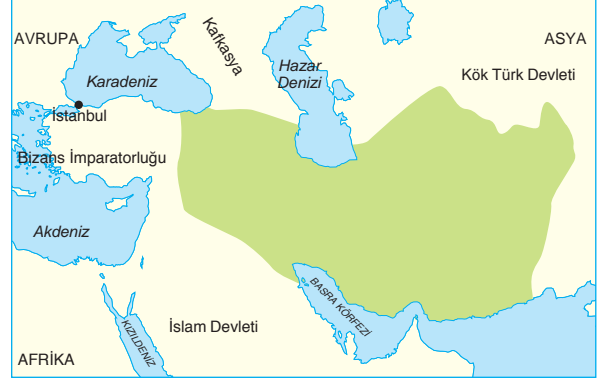 AVRUPA
Kafkasya
ASYA
Karadeniz
Hazar
Denizi
Kök Türk Devleti
İstanbul
Bizans İmparatorluğu
Akdeniz
BASRA KÖRFEZİ
KIZILDENİZ
İslam Devleti
AFRİKA